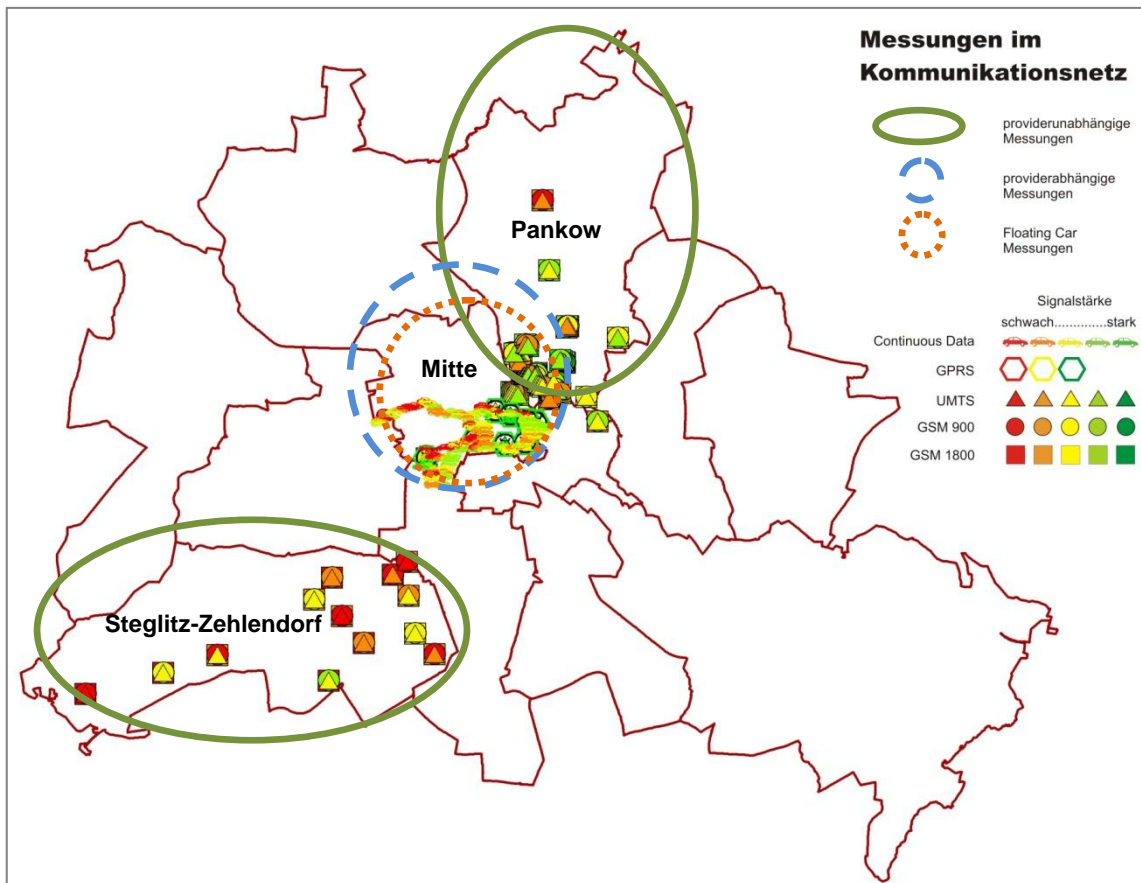 Messungen im
Kommunikationsnetz
providerunabhängige
Messungen
providerabhängige
Messungen
Floating Car
Messungen
Signalstärke
schwach..............stark
Continuous Data
GPRS
UMTS
GSM 900
GSM 1800
Pankow
Mitte
Steglitz-Zehlendorf